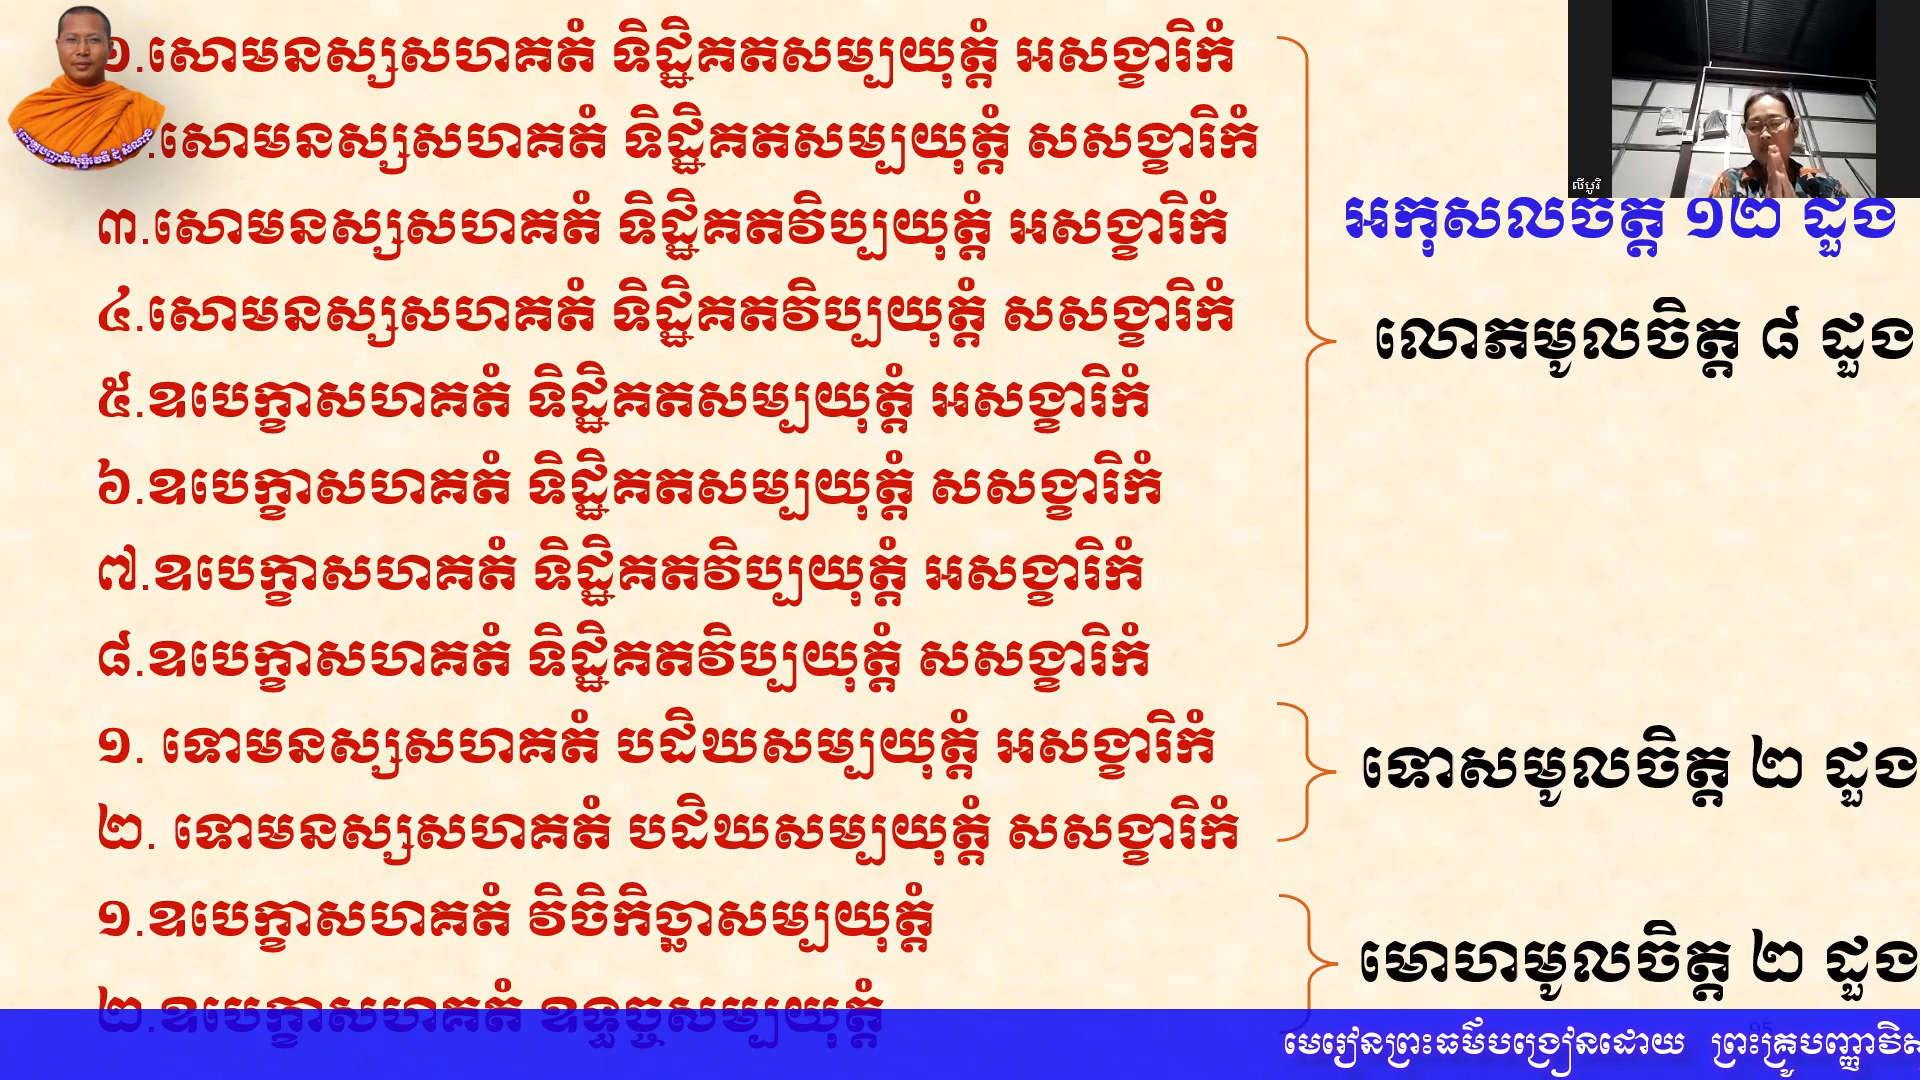 ១.សោមនស្សសហគតំ ទិដ្ឋិគតសម្បយុត្តំ អសង្ខារិកំ
.សោមនស្សសហគតំ ទិដ្ឋិគតសម្បយុត្តំ សសង្ខារិកំ
៣.សោមនស្សសហគតំ ទិដ្ឋិគតវិប្បយុត្តំ អសង្ខារិកំ
៤.សោមនស្សសហគតំ ទិដ្ឋិគតវិប្បយុត្តំ សសង្ខារិកំ
៥.ឧបេក្ខាសហគតំ ទិដ្ឋិគតសម្បយុត្តំ អសង្ខារិកំ
៦.ឧបេក្ខាសហគតំ ទិដ្ឋិគតសម្បយុត្តំ សសង្ខារិកំ
៧.ឧបេក្ខាសហគតំ ទិដ្ឋិគតវិប្បយុត្តំ អសង្ខារិកំ
៨.ឧបេក្ខាសហគតំ ទិដ្ឋិគតវិប្បយុត្តំ សសង្ខារិកំ
១. ទោមនស្សសហគតំ បដិឃសម្បយុត្តំ អសង្ខារិកំ
២. ទោមនស្សសហគតំ បដិឃសម្បយុត្តំ សសង្ខារិកំ
១.ឧបេក្ខាសហគតំ វិចិកិច្ឆាសម្បយុត្តំ
២.ឧបេក្ខាសហគតំ ឧទ្ធច្ចសម្បយុត្តំ
លីបូរី
អកុសលចិត្ត ១២ ដួង
លោភមូលចិត្ត ៨ ដួង
ទោសមូលចិត្ត ២ ដួង
មោហមូលចិត្ត ២ ដួង
មេរៀនព្រះធម៌បង្រៀនដោយ ព្រះគ្រូបញ្ញាវិស